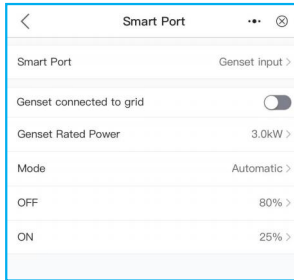 Smart Port
Smart Port Genset input
Genset connected to grid
Genset Rated Power 3.0kW
Mode Automatic
OFF 80%
ON 25%